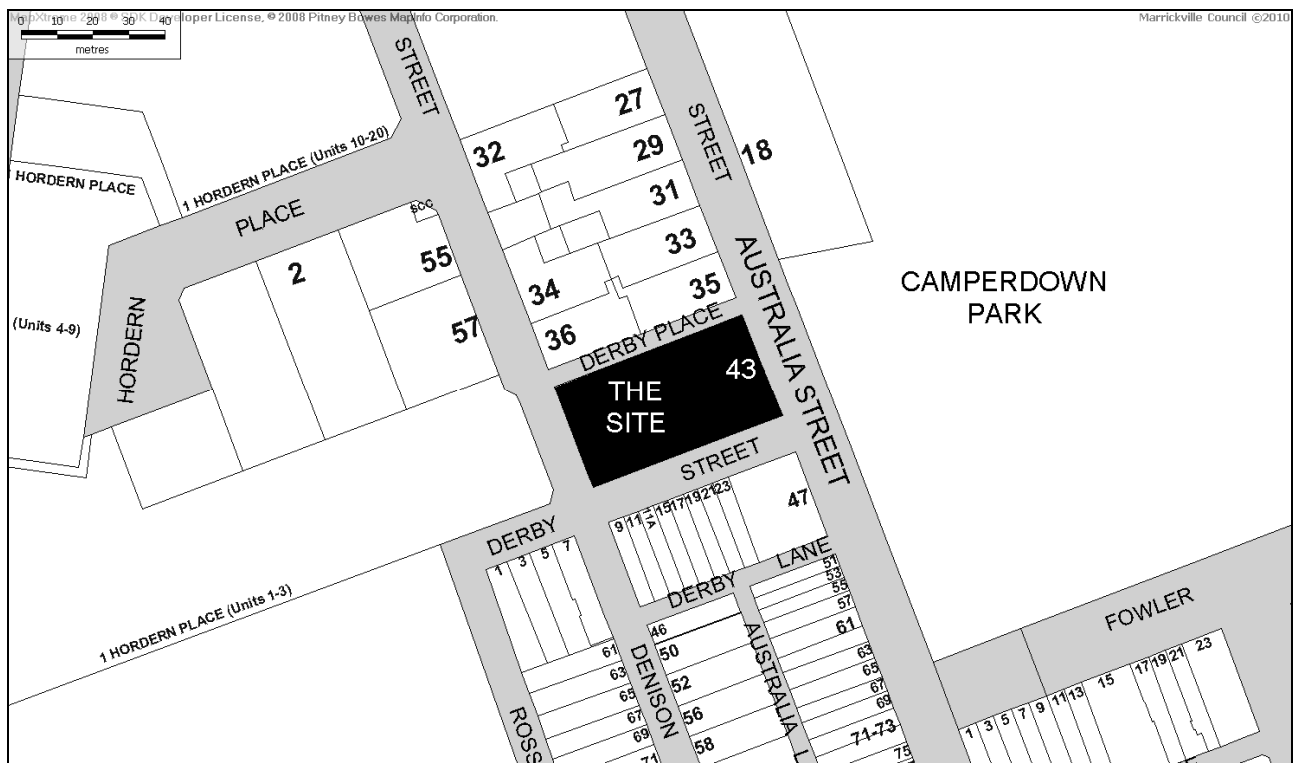 MapXtreme 2008 ® SDK Developer License, © 2008 Pitney Bowes MapInfo Corporation.
Marrickville Council ©2010
0 10 20 30 40
metres
STREET
27
32
29
STREET
18
1 HORDERN PLACE (Units 10-20)
HORDERN PLACE
31
PLACE
SCC
33
AUSTRALIA STREET
55
2
35
34
CAMPERDOWN
PARK
(Units 4-9)
HORDERN
57
36
DERBY PLACE
43
THE
SITE
STREET
47
9 11 11A 15 17 19 21 23
DERBY
1 3 5 7
LANE
DERBY
51
53
55
57
61
1 HORDERN PLACE (Units 1-3)
FOWLER
46
50
52
56
58
AUSTRALIA L
DENISON
ROSS
61
63
65
67
69
71
63
65
67
69
71-73
75
1 3 5 7 9 11 13 15 17 19 21 23